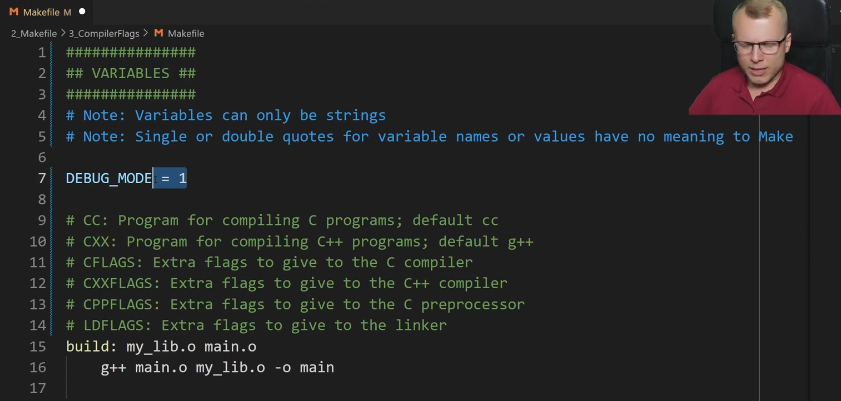 Makefile M ●
2_Makefile > 3_CompilerFlags > Makefile
1 ###############
2 ## VARIABLES ##
3 ###############
4 # Note: Variables can only be strings
5 # Note: Single or double quotes for variable names or values have no meaning to Make
6
7 DEBUG_MODE = 1
8
9 # CC: Program for compiling C programs; default cc
10 # CXX: Program for compiling C++ programs; default g++
11 # CFLAGS: Extra flags to give to the C compiler
12 # CXXFLAGS: Extra flags to give to the C++ compiler
13 # CPPFLAGS: Extra flags to give to the C preprocessor
14 # LDFLAGS: Extra flags to give to the linker
15 build: my_lib.o main.o
16     g++ main.o my_lib.o -o main
17